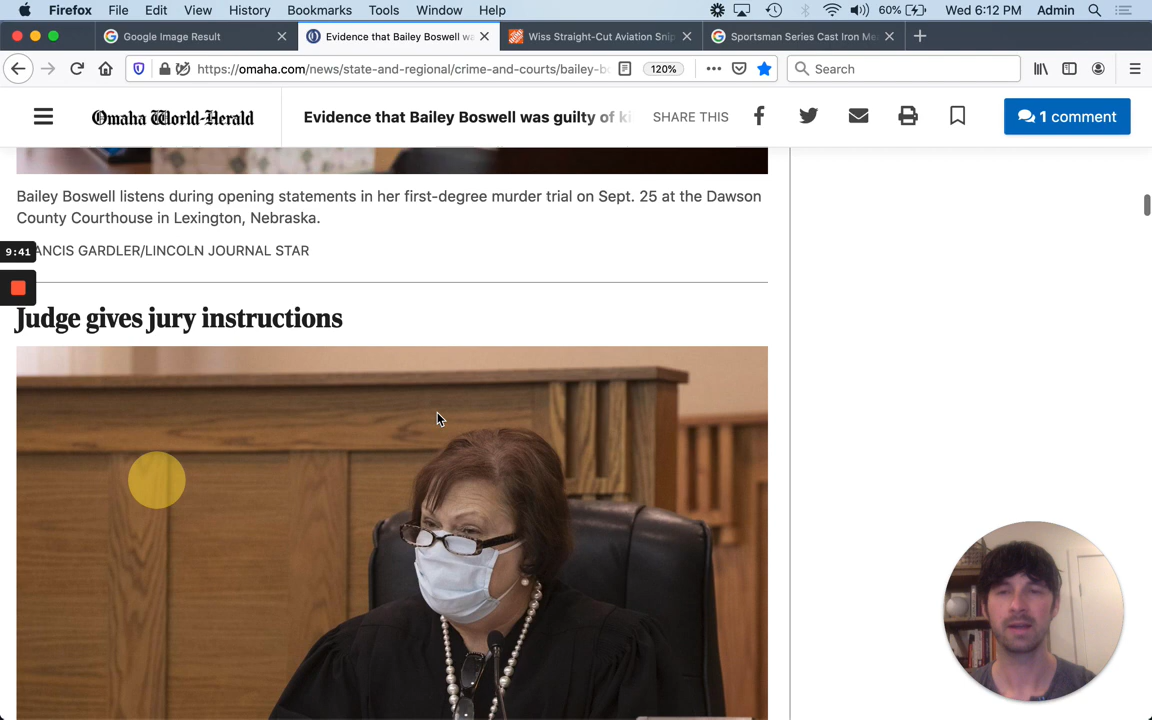 Firefox File Edit View History Bookmarks Tools Window Help 60% Wed 6:12 PM Admin
Google Image Result
Evidence that Bailey Boswell wa
Wiss Straight-Cut Aviation Snip
Sportsman Series Cast Iron Me
https://omaha.com/news/state-and-regional/crime-and-courts/bailey-bo 120% Search
Omaha World-Herald Evidence that Bailey Boswell was guilty of ki SHARE THIS 1 comment
Bailey Boswell listens during opening statements in her first-degree murder trial on Sept. 25 at the Dawson
County Courthouse in Lexington, Nebraska.
9:41
ANCIS GARDLER/LINCOLN JOURNAL STAR
Judge gives jury instructions